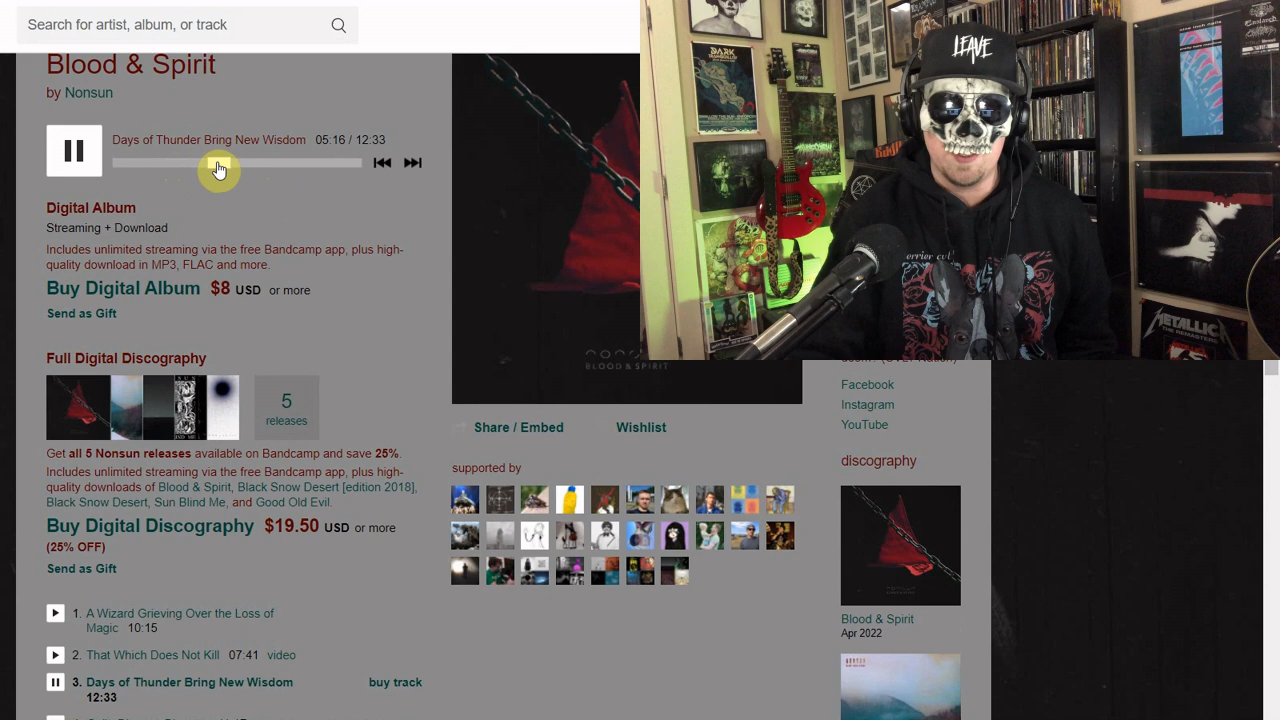 Search for artist, album, or track
Blood & Spirit
by Nonsun
Days of Thunder Bring New Wisdom 05:16 / 12:33
Digital Album
Streaming + Download
Includes unlimited streaming via the free Bandcamp app, plus high-
quality download in MP3, FLAC and more.
Buy Digital Album $8 USD or more
Send as Gift
Full Digital Discography
5
releases
Get all 5 Nonsun releases available on Bandcamp and save 25%.
Includes unlimited streaming via the free Bandcamp app, plus high-
quality downloads of Blood & Spirit, Black Snow Desert [edition 2018],
Black Snow Desert, Sun Blind Me, and Good Old Evil.
Buy Digital Discography $19.50 USD or more
(25% OFF)
Send as Gift
1. A Wizard Grieving Over the Loss of
Magic 10:15
2. That Which Does Not Kill 07:41 video
3. Days of Thunder Bring New Wisdom buy track
12:33
BLOOD & SPIRIT
Share / Embed Wishlist
supported by
LEAVE
DARK
METALLICA
THE REMASTERS
Facebook
Instagram
YouTube
discography
Blood & Spirit
Apr 2022